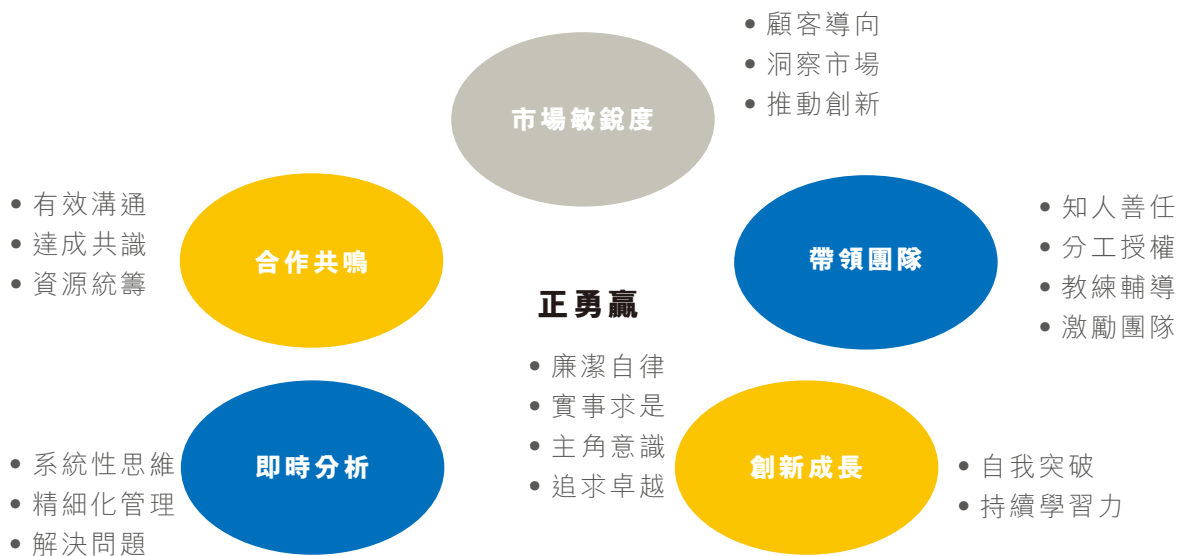 市場敏銳度
顧客導向
洞察市場
推動創新
合作共鳴
有效溝通
達成共識
資源統籌
帶領團隊
知人善任
分工授權
教練輔導
激勵團隊
正勇贏
廉潔自律
實事求是
主角意識
追求卓越
即時分析
系統性思維
精細化管理
解決問題
創新成長
自我突破
持續學習力